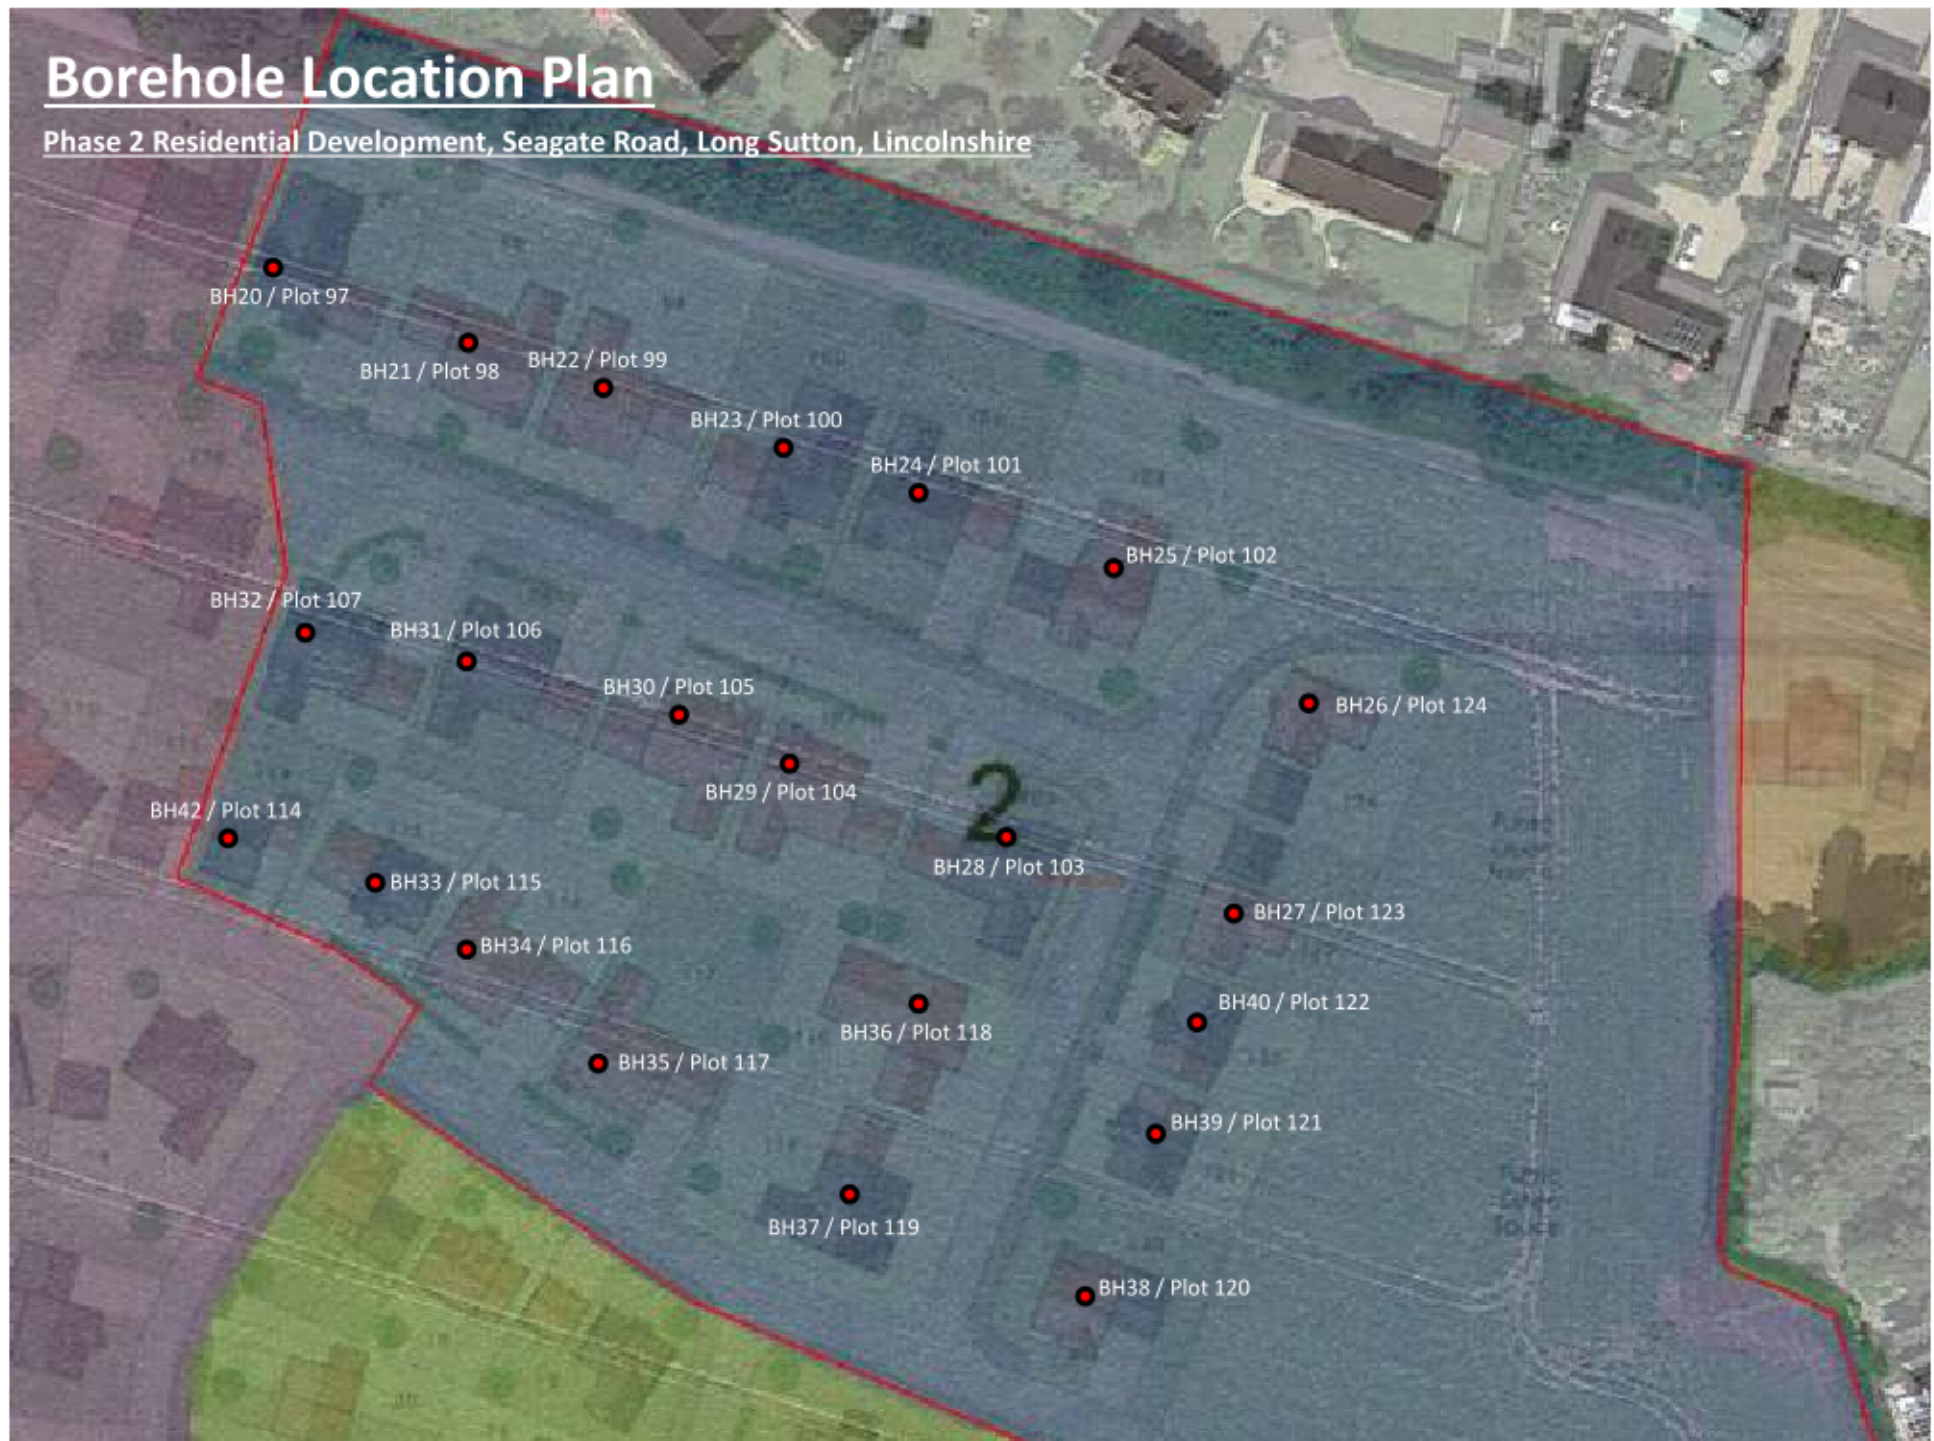 Borehole Location Plan
Phase 2 Residential Development, Seagate Road, Long Sutton, Lincolnshire
BH20 / Plot 97
BH21 / Plot 98
BH22 / Plot 99
BH23 / Plot 100
BH24 / Plot 101
BH25 / Plot 102
BH32 / Plot 107
BH31 / Plot 106
BH30 / Plot 105
BH26 / Plot 124
BH29 / Plot 104
2
BH42 / Plot 114
BH28 / Plot 103
BH33 / Plot 115
BH27 / Plot 123
BH34 / Plot 116
BH40 / Plot 122
BH36 / Plot 118
BH35 / Plot 117
BH39 / Plot 121
BH37 / Plot 119
BH38 / Plot 120